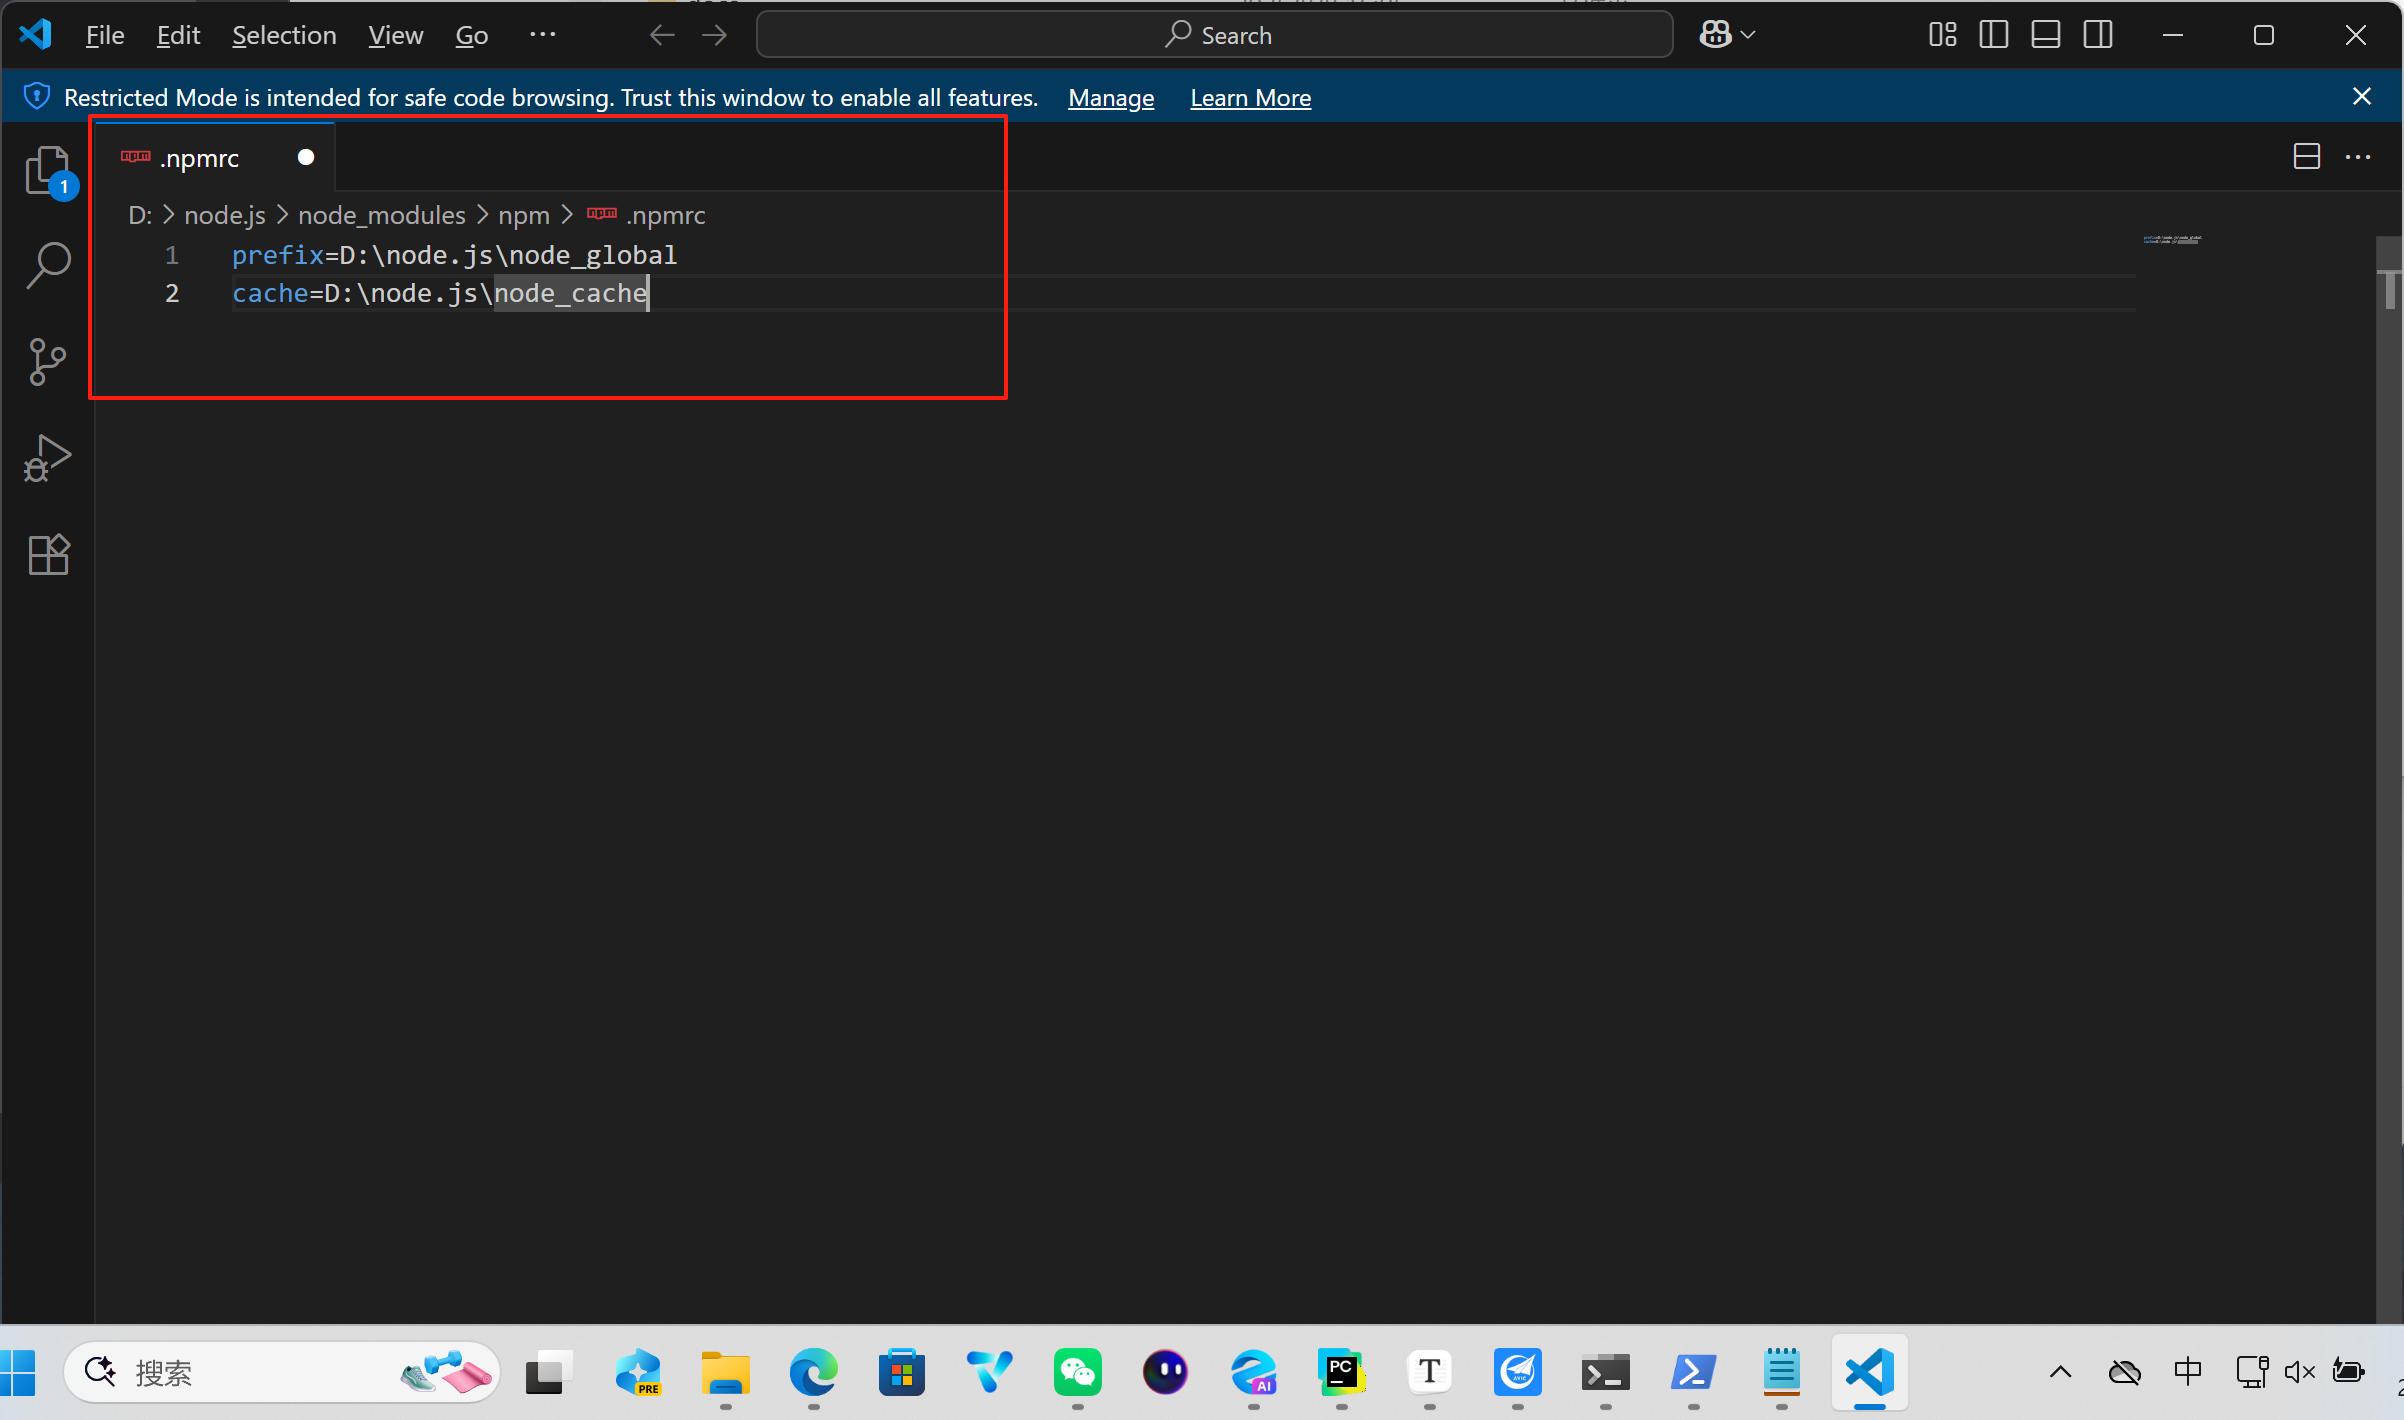 File Edit Selection View Go ··· Search
Restricted Mode is intended for safe code browsing. Trust this window to enable all features. Manage Learn More
.npmrc
1
D: > node.js > node_modules > npm > .npmrc
1 prefix=D:\node.js\node_global
2 cache=D:\node.js\node_cache
搜索
PRE
AI
PC
T
AVIC
中